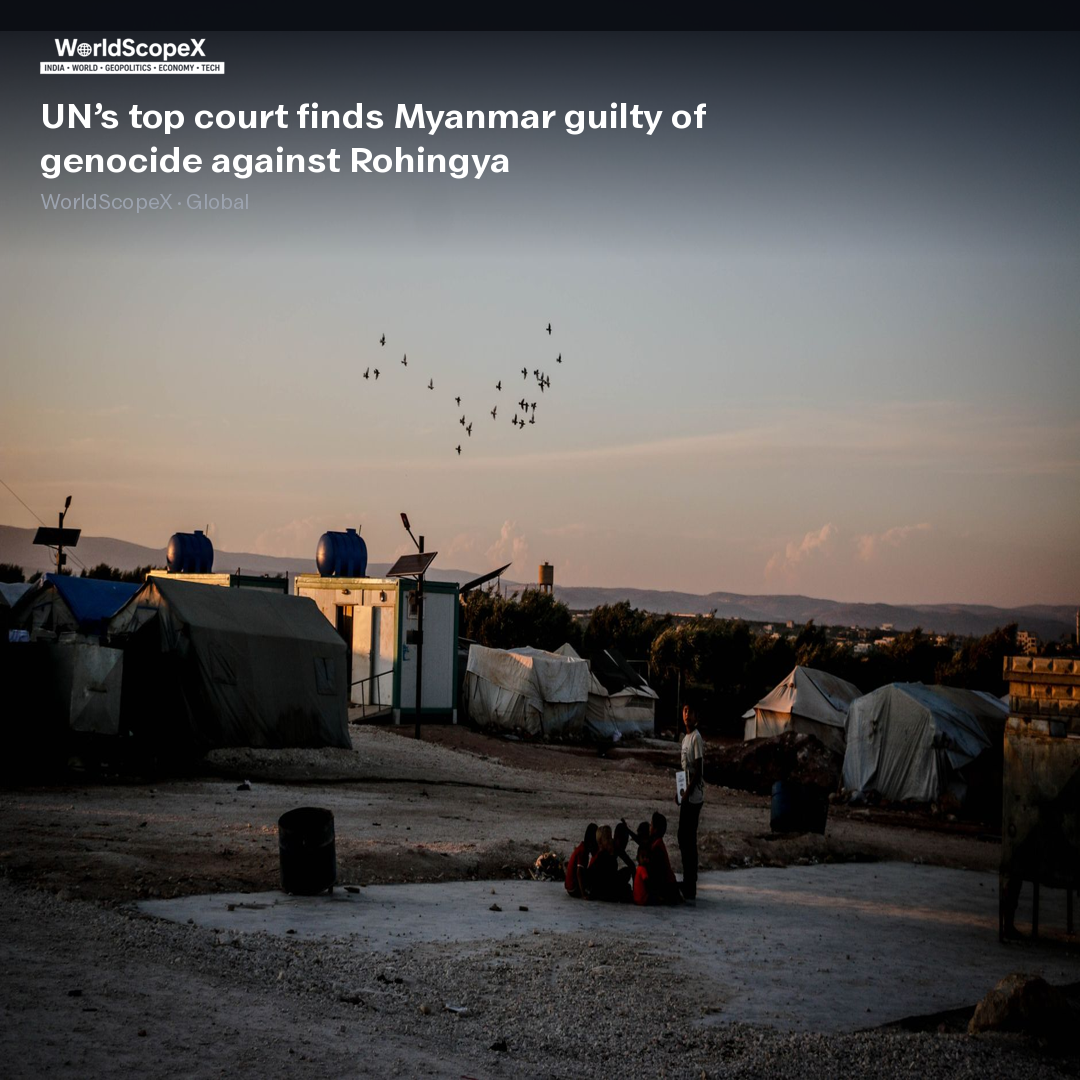 WorldScopeX
INDIA • WORLD • GEOPOLITICS • ECONOMY • TECH
UN’s top court finds Myanmar guilty of
genocide against Rohingya
WorldScopeX · Global